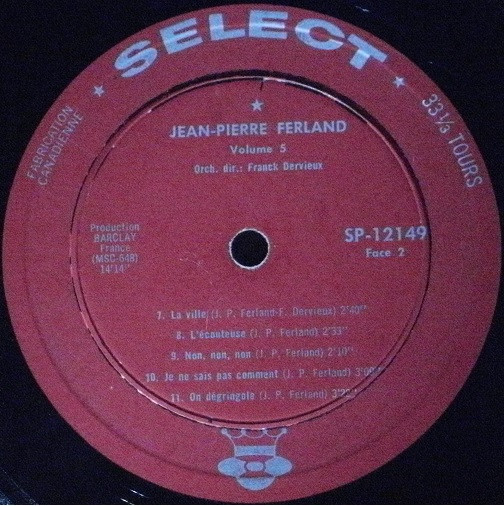 SELECT
FABRICATION
CANADIENNE
33⅓ TOURS
JEAN-PIERRE FERLAND
Volume 5
Orch. dir.: Franck Dervieux
Production
BARCLAY
France
(MSC-648)
14'14"
SP-12149
Face 2
7. La ville (J. P. Ferland-F. Dervieux) 2'40"
8. L'écouteuse (J. P. Ferland) 2'33"
9. Non, non, non (J. P. Ferland) 2'10"
10. Je ne sais pas comment (J. P. Ferland)
11. On dégringole (J. P. Ferland)